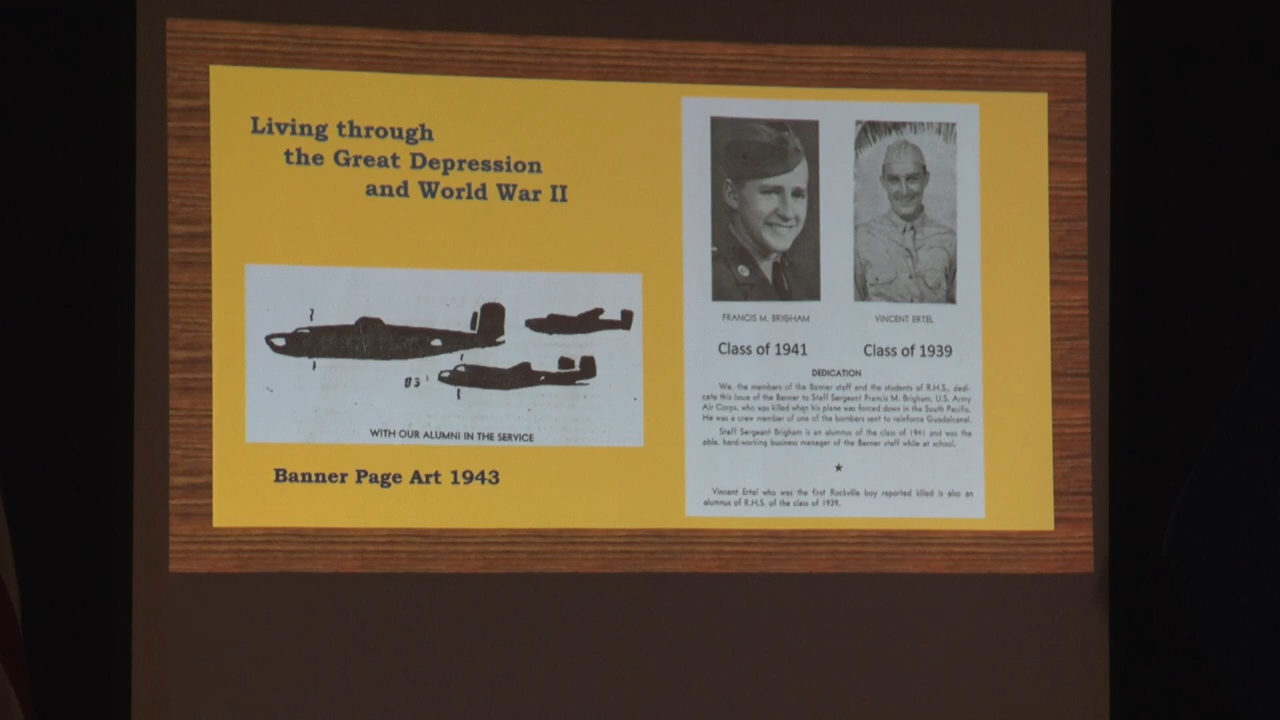 Living through
the Great Depression
and World War II
WITH OUR ALUMNI IN THE SERVICE
Banner Page Art 1943
FRANCIS M. BRIGHAM
VINCENT ERTEL
Class of 1941
Class of 1939
DEDICATION
We, the members of the Banner staff and the students of R.H.S., dedi-
cate this issue of the Banner to Staff Sergeant Francis M. Brigham, U.S. Army
Air Corps, who was killed when his plane was forced down in the South Pacific.
He was a crew member of one of the bombers sent to reinforce Guadalcanal.
Staff Sergeant Brigham is an alumnus of the class of 1941 and was the
able, hard-working business manager of the Banner staff while at school.
Vincent Ertel who was the first Rockville boy reported killed is also an
alumnus of R.H.S. of the class of 1939.